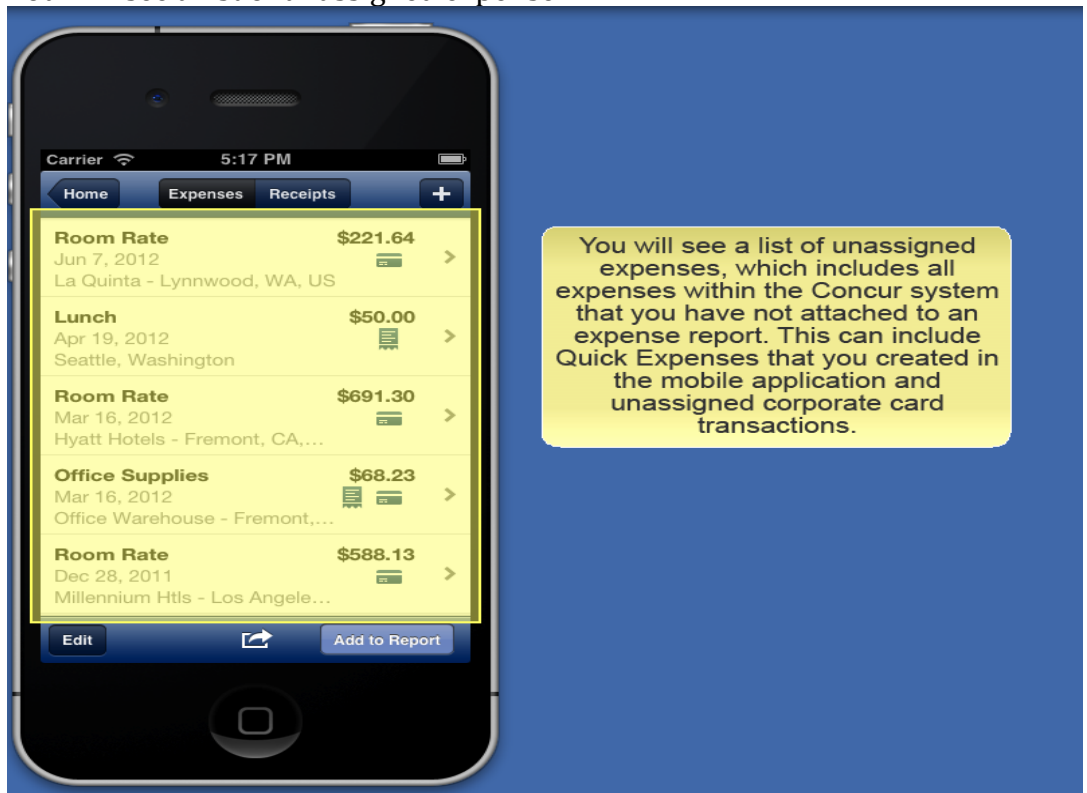 Carrier 5:17 PM
Home Expenses Receipts +
Room Rate $221.64
Jun 7, 2012
La Quinta - Lynnwood, WA, US
Lunch $50.00
Apr 19, 2012
Seattle, Washington
Room Rate $691.30
Mar 16, 2012
Hyatt Hotels - Fremont, CA,...
Office Supplies $68.23
Mar 16, 2012
Office Warehouse - Fremont,...
Room Rate $588.13
Dec 28, 2011
Millennium Htls - Los Angele...
Edit Add to Report
You will see a list of unassigned
expenses, which includes all
expenses within the Concur system
that you have not attached to an
expense report. This can include
Quick Expenses that you created in
the mobile application and
unassigned corporate card
transactions.